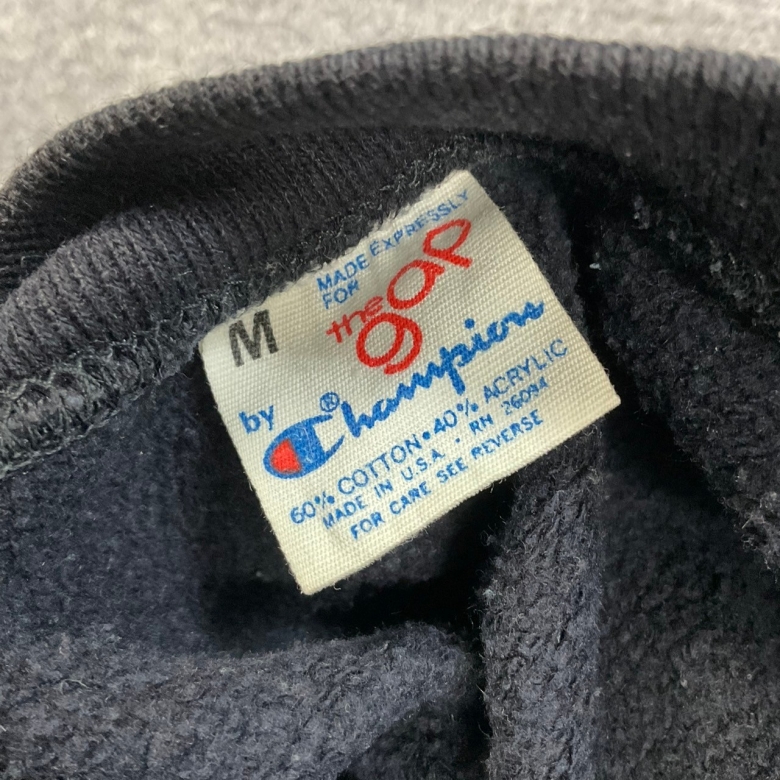 MADE EXPRESSLY
FOR
the
gap
M
by
Champion®
60% COTTON • 40% ACRYLIC
MADE IN U.S.A. • RN 26094
FOR CARE SEE REVERSE